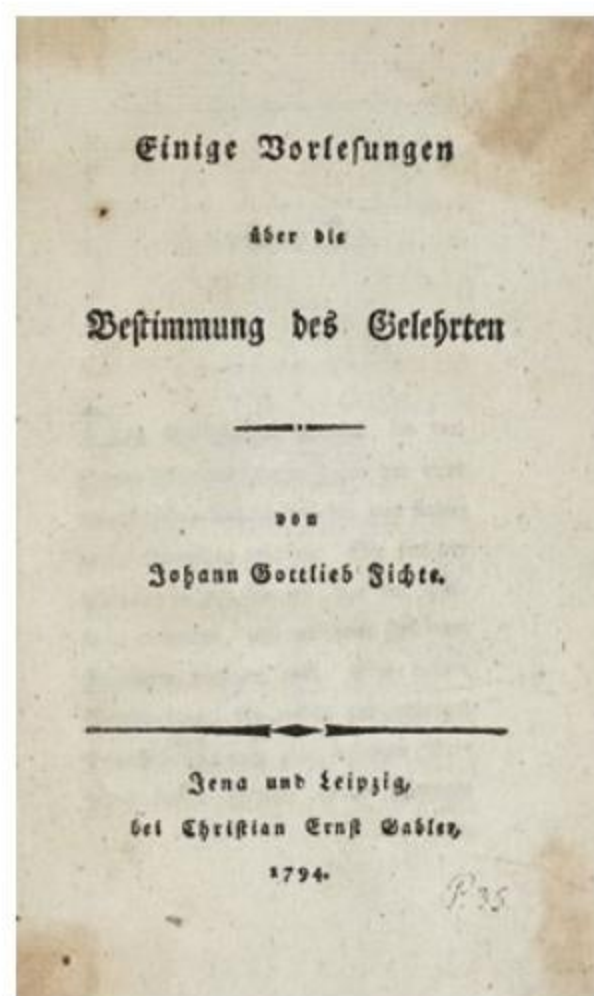 Einige Vorleſungen
über die
Beſtimmung des Gelehrten
von
Johann Gottlieb Fichte.
Jena und Leipzig,
bei Chriſtian Ernſt Gabler,
1794.
P. 35